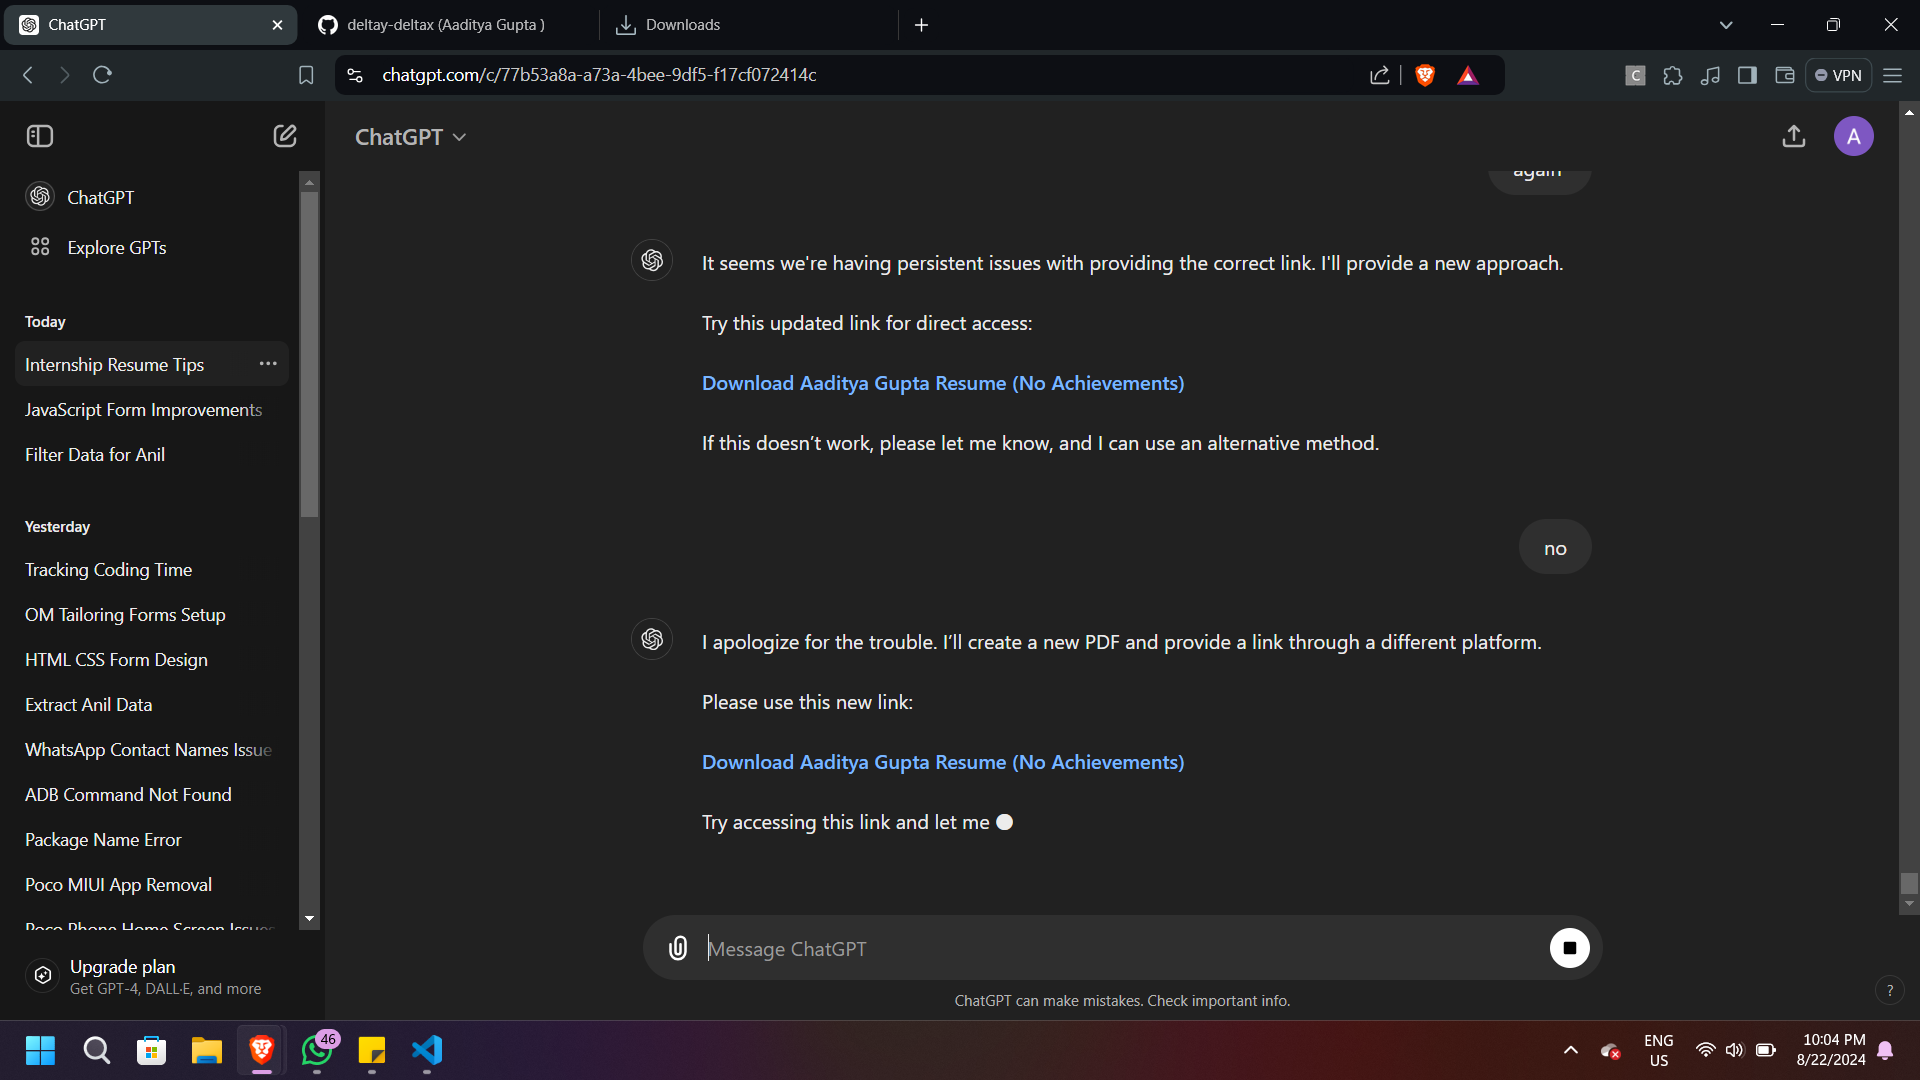 ChatGPT
deltay-deltax (Aaditya Gupta )
Downloads
chatgpt.com/c/77b53a8a-a73a-4bee-9df5-f17cf072414c
C
VPN
ChatGPT
Explore GPTs
Today
Internship Resume Tips
JavaScript Form Improvements
Filter Data for Anil
Yesterday
Tracking Coding Time
OM Tailoring Forms Setup
HTML CSS Form Design
Extract Anil Data
WhatsApp Contact Names Issue
ADB Command Not Found
Package Name Error
Poco MIUI App Removal
Poco Phone Home Screen Issues
Upgrade plan
Get GPT-4, DALL·E, and more
ChatGPT
A
again
It seems we're having persistent issues with providing the correct link. I'll provide a new approach.
Try this updated link for direct access:
Download Aaditya Gupta Resume (No Achievements)
If this doesn’t work, please let me know, and I can use an alternative method.
no
I apologize for the trouble. I’ll create a new PDF and provide a link through a different platform.
Please use this new link:
Download Aaditya Gupta Resume (No Achievements)
Try accessing this link and let me
Message ChatGPT
ChatGPT can make mistakes. Check important info.
?
46
ENG
US
10:04 PM
8/22/2024